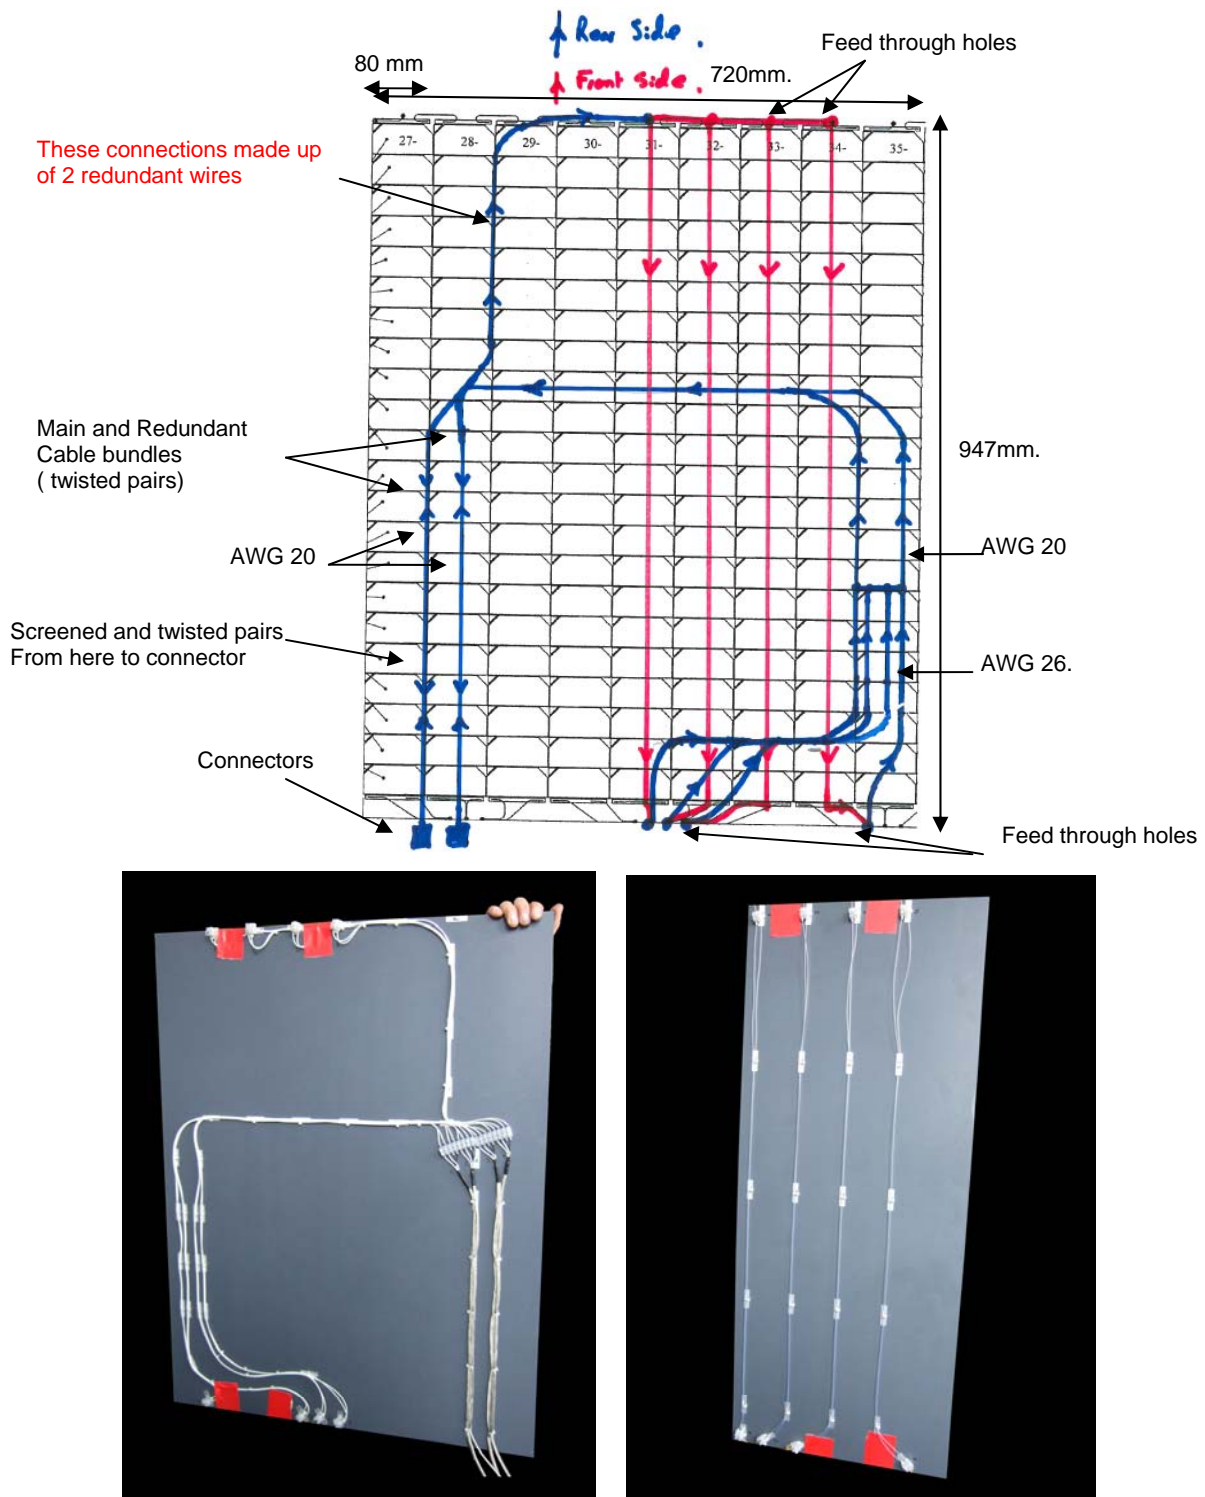 Rear Side.
Feed through holes
80 mm
Front Side.
720mm.
27-
28-
29-
30-
31-
32-
33-
34-
35-
These connections made up
of 2 redundant wires
Main and Redundant
Cable bundles
( twisted pairs)
947mm.
AWG 20
AWG 20
Screened and twisted pairs
From here to connector
AWG 26.
Connectors
Feed through holes